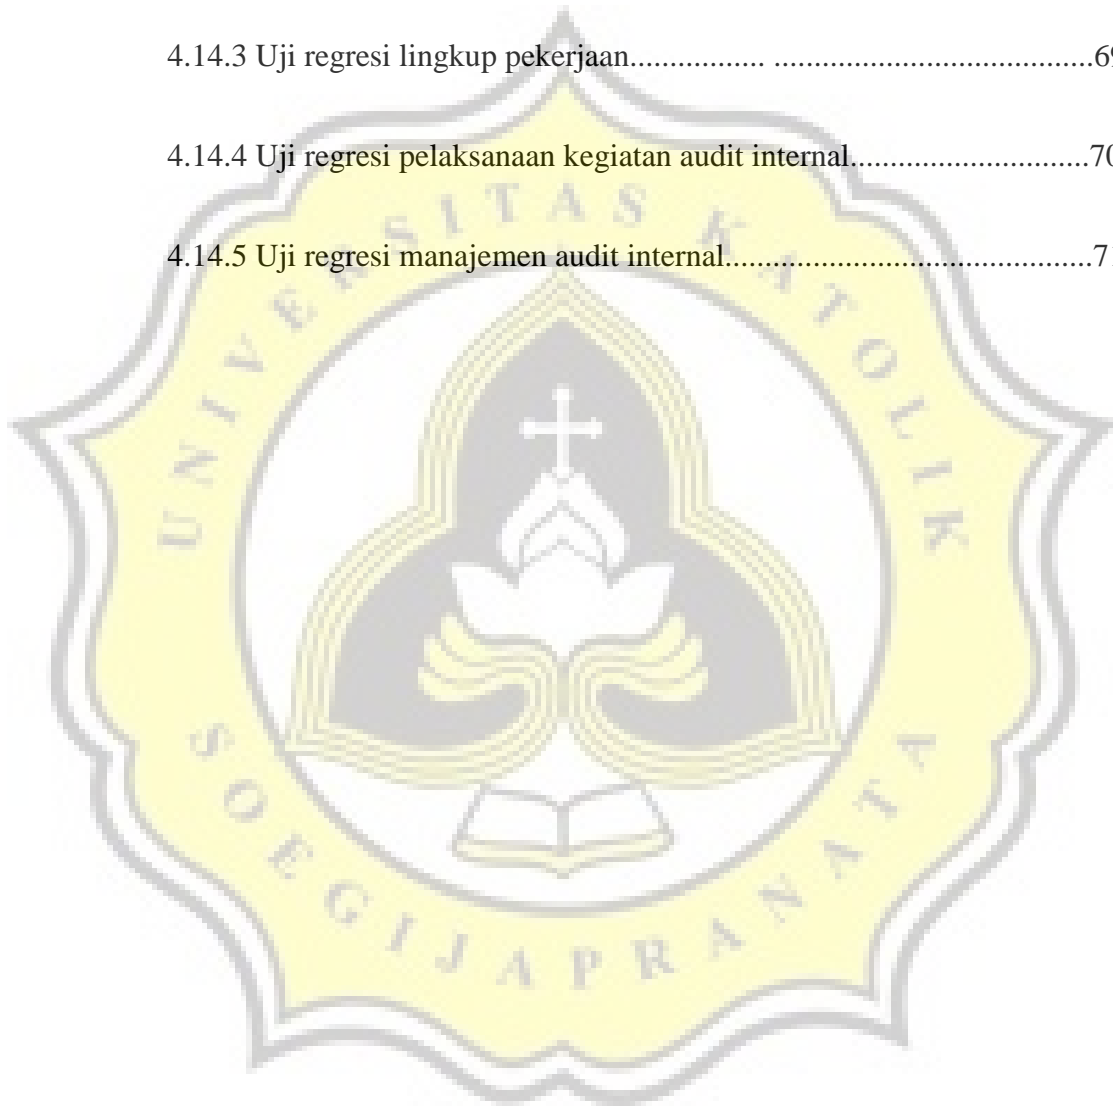 4.14.3 Uji regresi lingkup pekerjaan................ ......................................69
4.14.4 Uji regresi pelaksanaan kegiatan audit internal............................70
4.14.5 Uji regresi manajemen audit internal...........................................71
UNIVERSITAS KATOLIK
SOEGIJAPRANATA